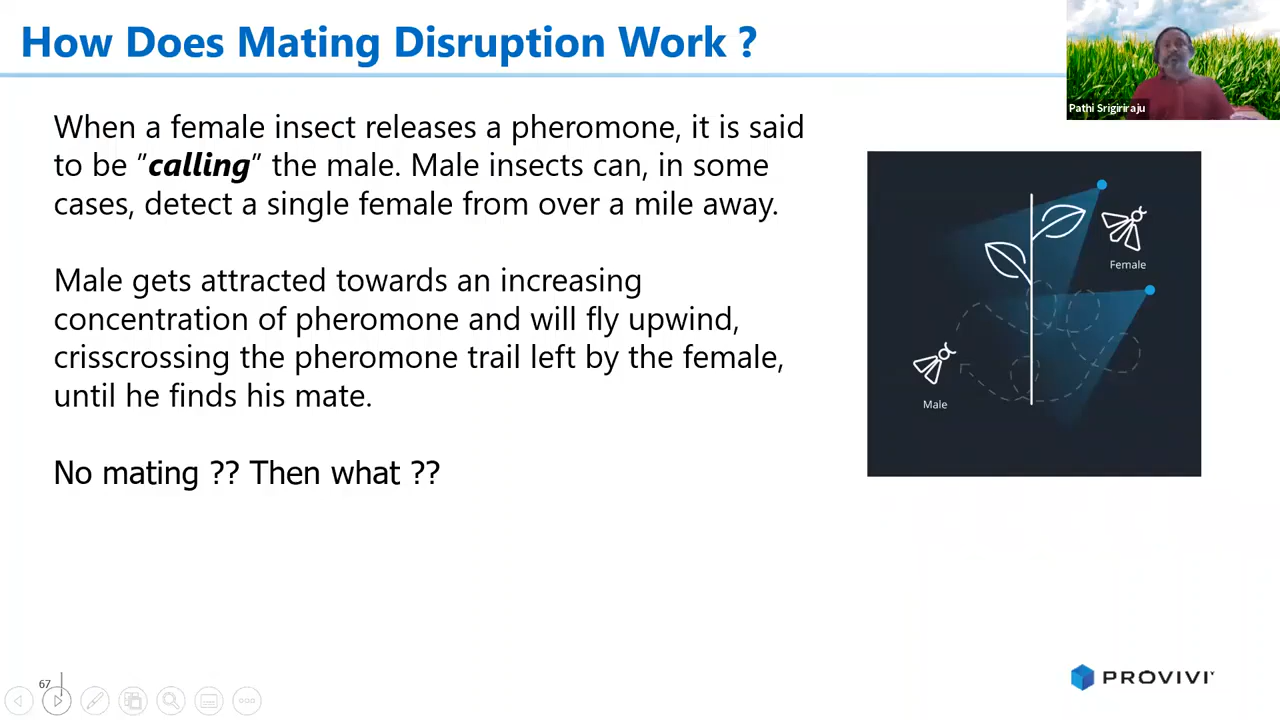 How Does Mating Disruption Work ?
Pathi Srigiriraju
When a female insect releases a pheromone, it is said
to be ”calling” the male. Male insects can, in some
cases, detect a single female from over a mile away.
Male gets attracted towards an increasing
concentration of pheromone and will fly upwind,
crisscrossing the pheromone trail left by the female,
until he finds his mate.
No mating ?? Then what ??
Female
Male
67
PROVIVI